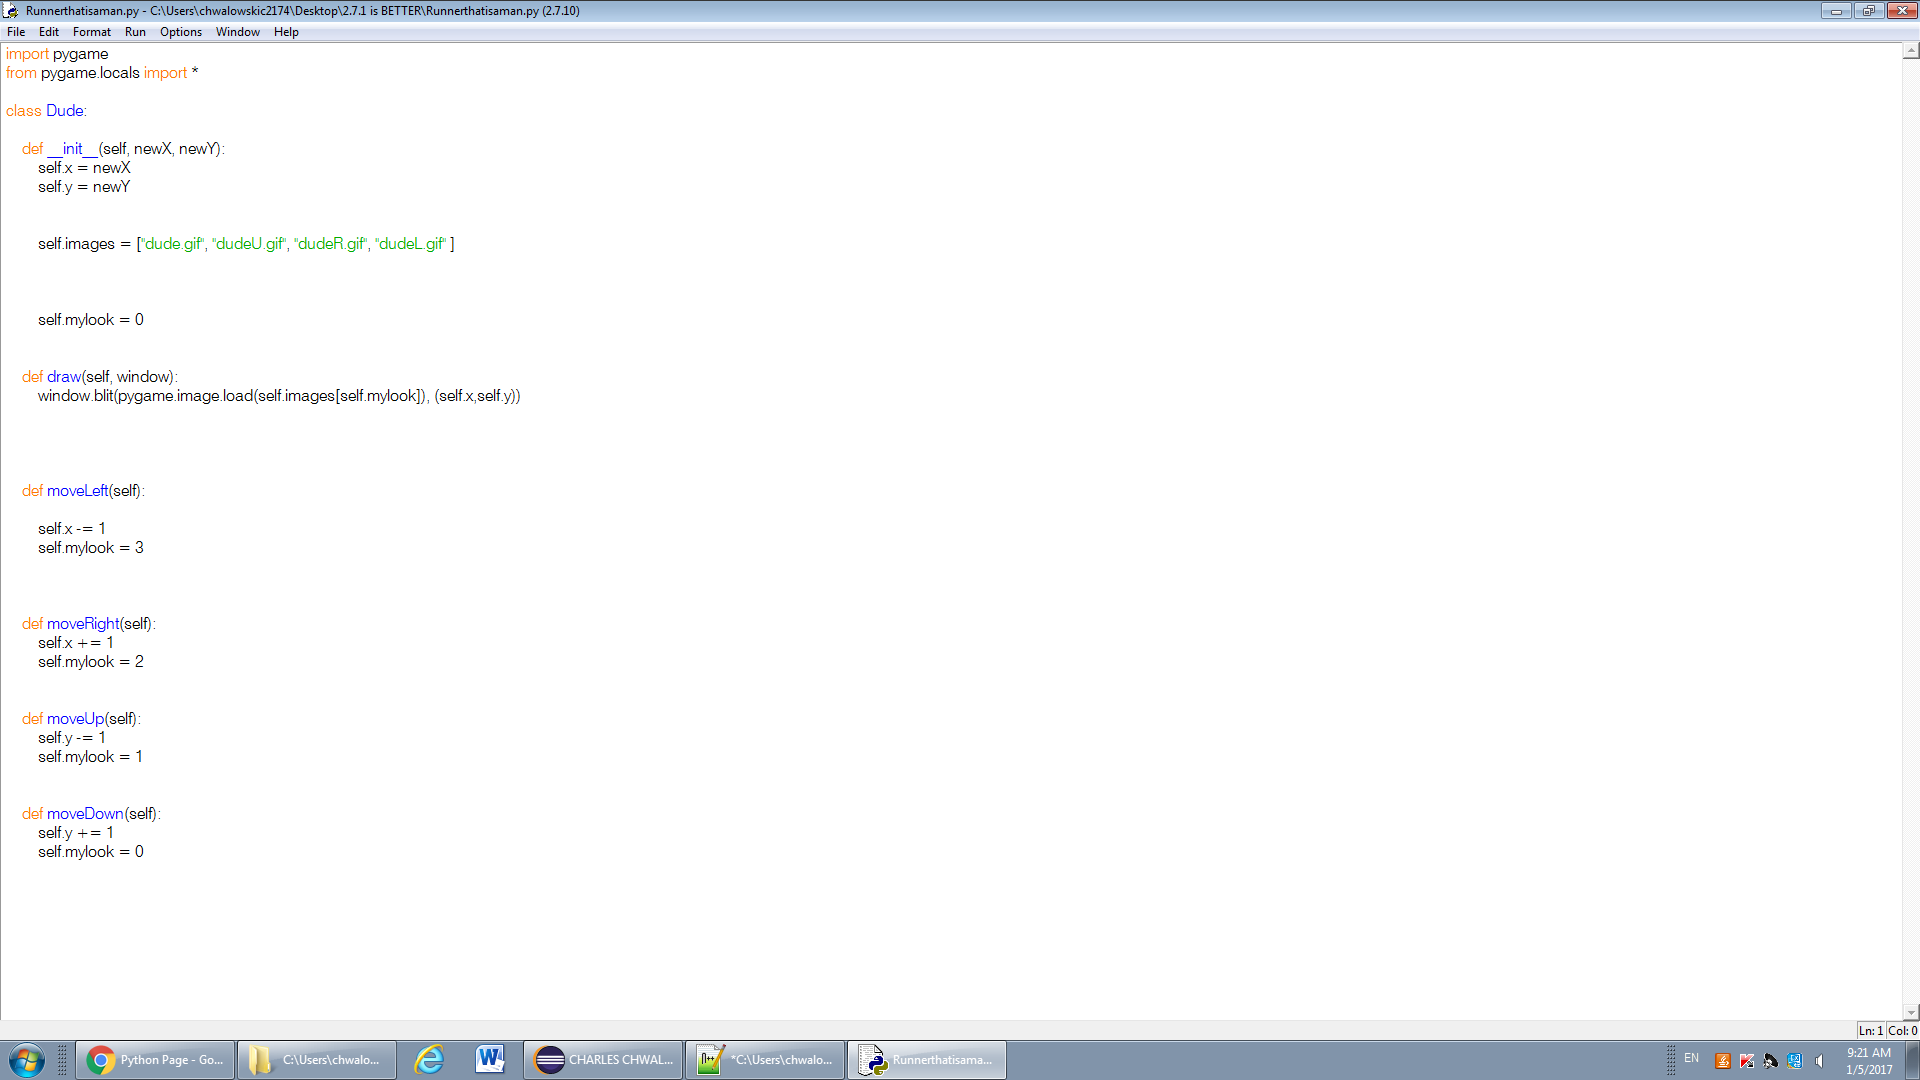 Runnerthatisaman.py - C:\Users\chwalowskic2174\Desktop\2.7.1 is BETTER\Runnerthatisaman.py (2.7.10)
File Edit Format Run Options Window Help
import pygame
from pygame.locals import *
class Dude:
    def __init__(self, newX, newY):
        self.x = newX
        self.y = newY
        self.images = ["dude.gif", "dudeU.gif", "dudeR.gif", "dudeL.gif" ]
        self.mylook = 0
    def draw(self, window):
        window.blit(pygame.image.load(self.images[self.mylook]), (self.x,self.y))
    def moveLeft(self):
        self.x -= 1
        self.mylook = 3
    def moveRight(self):
        self.x += 1
        self.mylook = 2
    def moveUp(self):
        self.y -= 1
        self.mylook = 1
    def moveDown(self):
        self.y += 1
        self.mylook = 0
Ln: 1 Col: 0
Python Page - Go... C:\Users\chwalo... CHARLES CHWAL... *C:\Users\chwalo... Runnerthatisama... EN 9:21 AM
1/5/2017